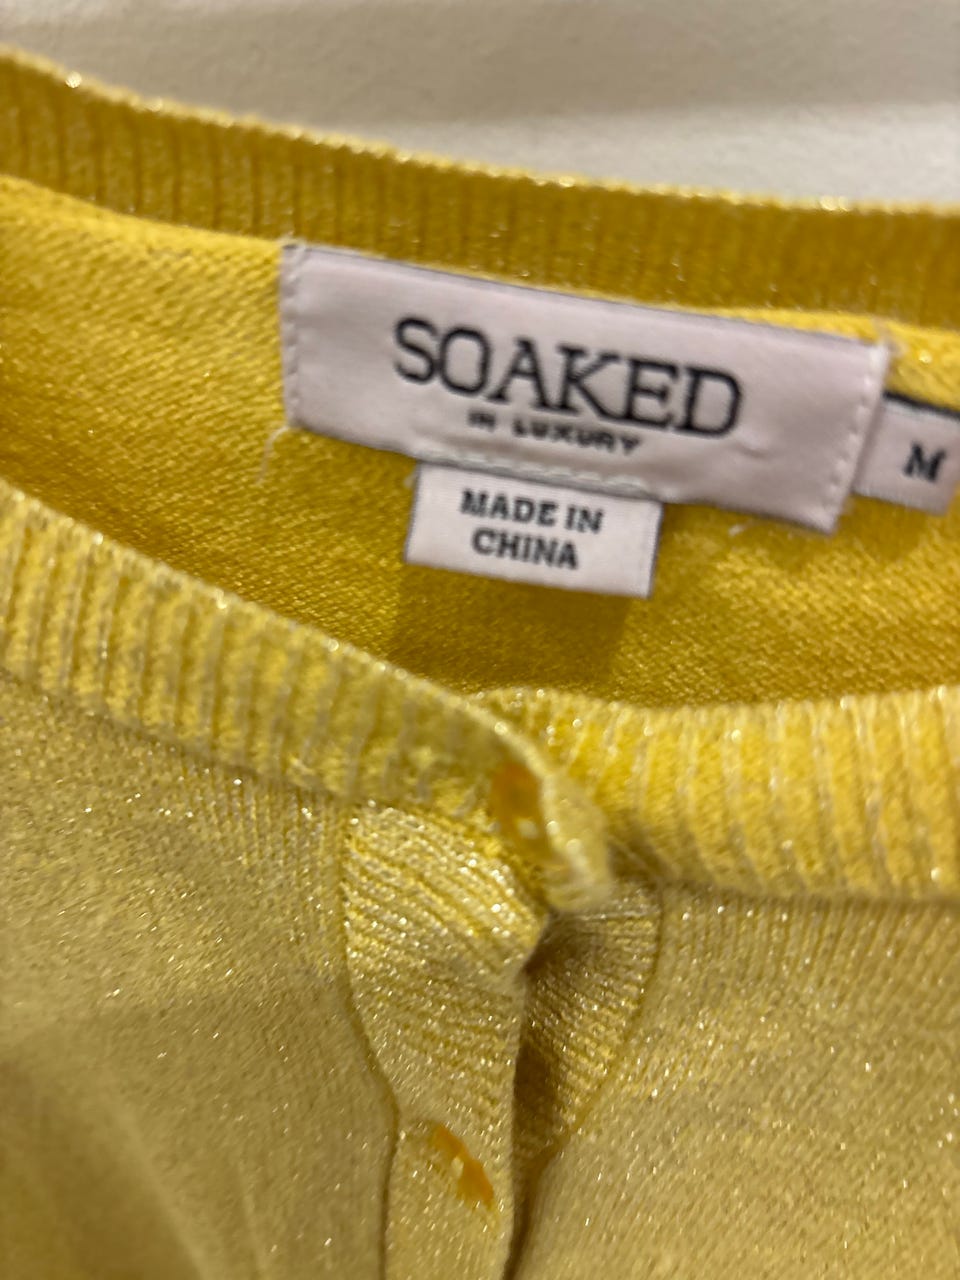 SOAKED
IN LUXURY
M
MADE IN
CHINA